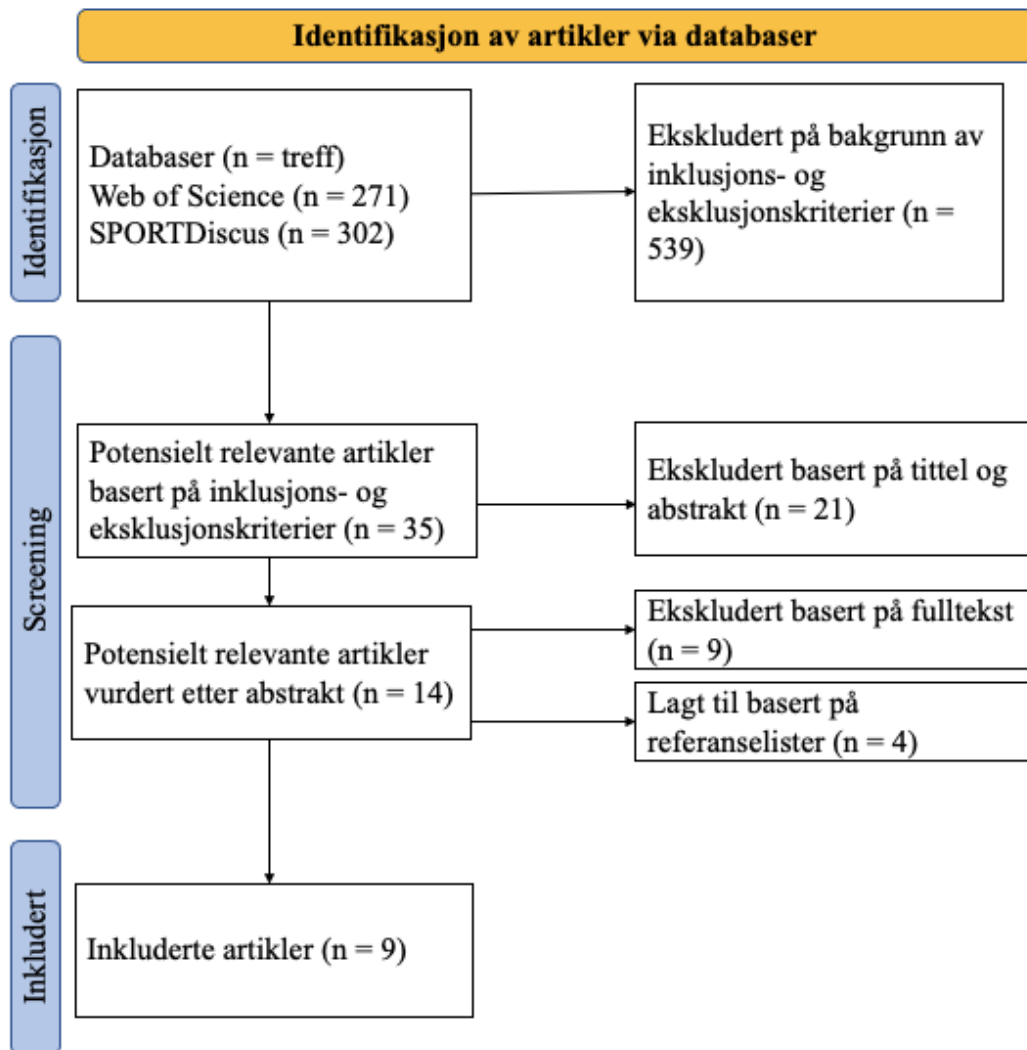 Identifikasjon av artikler via databaser
Identifikasjon
Databaser (n = treff)
Web of Science (n = 271)
SPORTDiscus (n = 302)
Ekskludert på bakgrunn av
inklusjons- og
eksklusjonskriterier (n =
539)
Screening
Potensielt relevante artikler
basert på inklusjons- og
eksklusjonskriterier (n = 35)
Ekskludert basert på tittel og
abstrakt (n = 21)
Potensielt relevante artikler
vurdert etter abstrakt (n = 14)
Ekskludert basert på fulltekst
(n = 9)
Lagt til basert på
referanselister (n = 4)
Inkludert
Inkluderte artikler (n = 9)